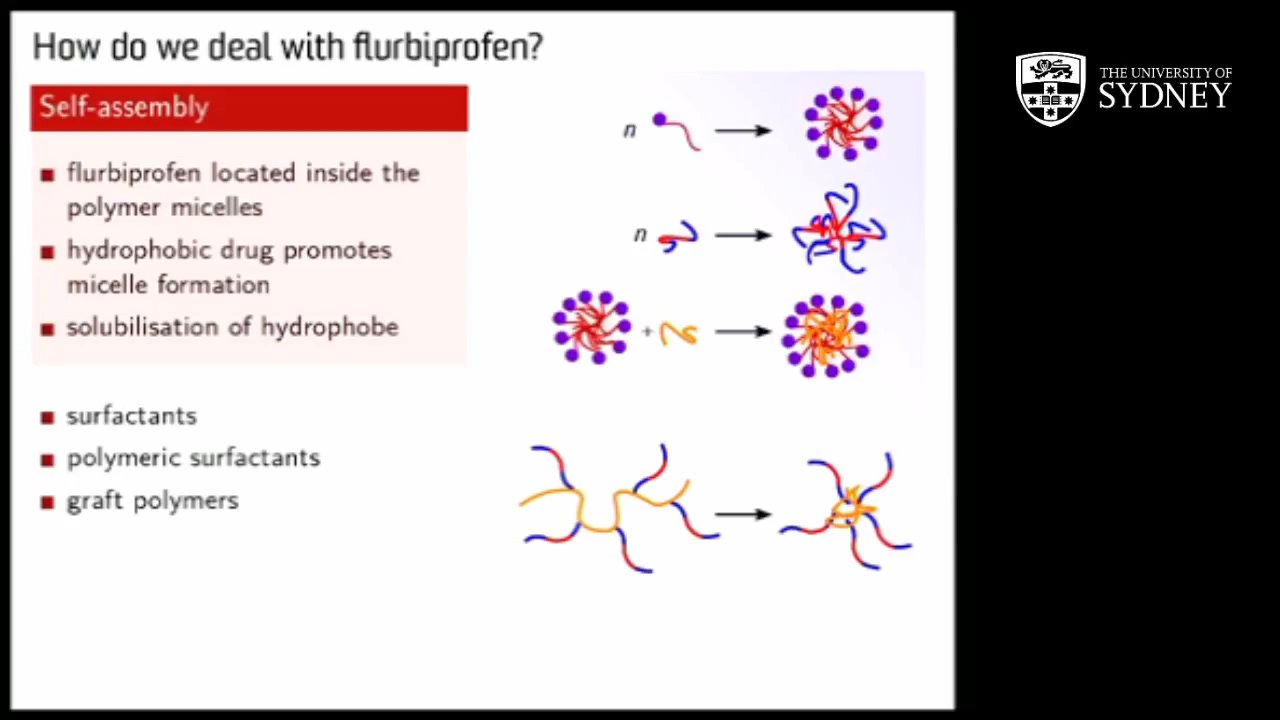 How do we deal with flurbiprofen?
Self-assembly
flurbiprofen located inside the
polymer micelles
hydrophobic drug promotes
micelle formation
solubilisation of hydrophobe
surfactants
polymeric surfactants
graft polymers
n
n
+
THE UNIVERSITY OF
SYDNEY